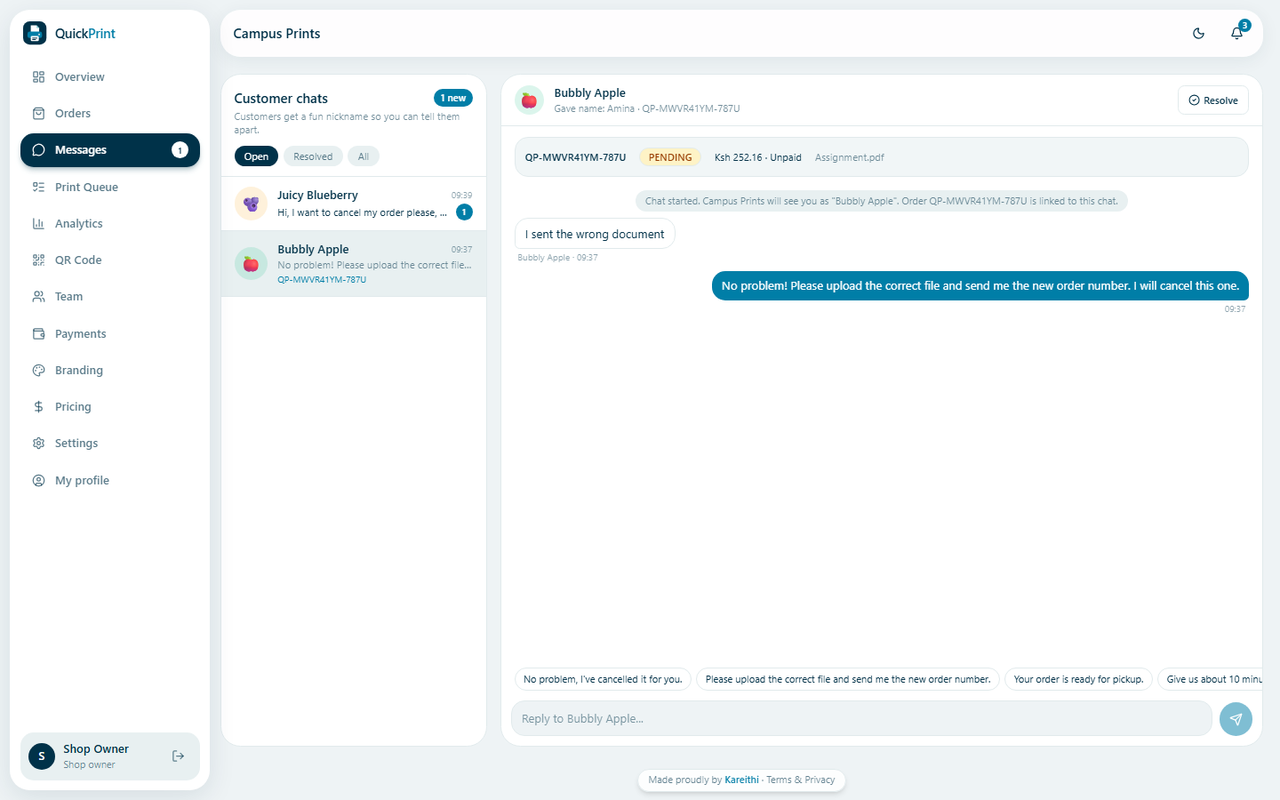 QuickPrint
Overview
Orders
Messages 1
Print Queue
Analytics
QR Code
Team
Payments
Branding
Pricing
Settings
My profile
S
Shop Owner
Shop owner
Campus Prints
3
Customer chats
1 new
Customers get a fun nickname so you can tell them
apart.
Open
Resolved
All
Juicy Blueberry
09:39
Hi, I want to cancel my order please, ...
1
Bubbly Apple
09:37
No problem! Please upload the correct file...
QP-MWVR41YM-787U
Bubbly Apple
Gave name: Amina · QP-MWVR41YM-787U
Resolve
QP-MWVR41YM-787U PENDING Ksh 252.16 · Unpaid Assignment.pdf
Chat started. Campus Prints will see you as "Bubbly Apple". Order QP-MWVR41YM-787U is linked to this chat.
I sent the wrong document
Bubbly Apple · 09:37
No problem! Please upload the correct file and send me the new order number. I will cancel this one.
09:37
No problem, I've cancelled it for you.
Please upload the correct file and send me the new order number.
Your order is ready for pickup.
Give us about 10 minu
Reply to Bubbly Apple...
Made proudly by Kareithi · Terms & Privacy